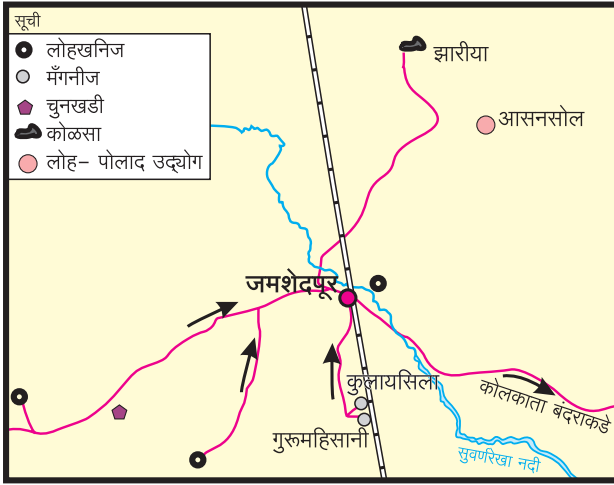 सूची
लोहखनिज
मँगनीज
चुनखडी
कोळसा
लोह- पोलाद उद्योग
झारीया
आसनसोल
जमशेदपूर
कुलायसिला
गुरूमहिसानी
कोलकाता बंदराकडे
सुवर्णरेखा नदी